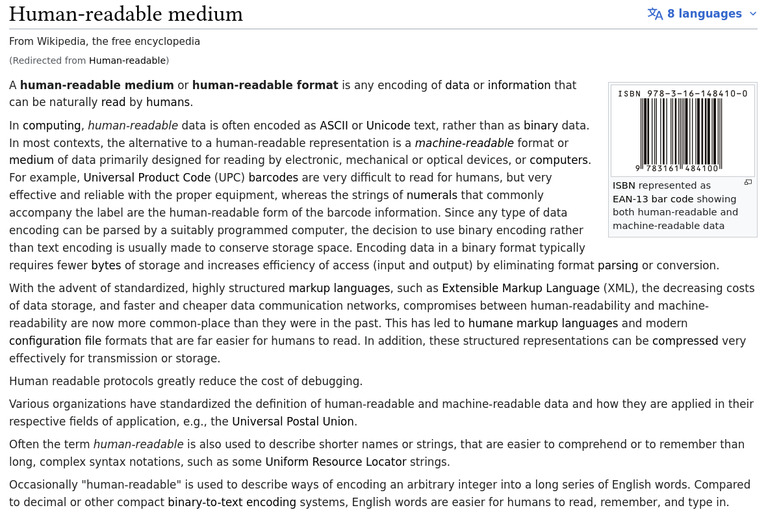 Human-readable medium
8 languages
From Wikipedia, the free encyclopedia
(Redirected from Human-readable)
A human-readable medium or human-readable format is any encoding of data or information that
can be naturally read by humans.
In computing, human-readable data is often encoded as ASCII or Unicode text, rather than as binary data.
In most contexts, the alternative to a human-readable representation is a machine-readable format or
medium of data primarily designed for reading by electronic, mechanical or optical devices, or computers.
For example, Universal Product Code (UPC) barcodes are very difficult to read for humans, but very
effective and reliable with the proper equipment, whereas the strings of numerals that commonly
accompany the label are the human-readable form of the barcode information. Since any type of data
encoding can be parsed by a suitably programmed computer, the decision to use binary encoding rather
than text encoding is usually made to conserve storage space. Encoding data in a binary format typically
requires fewer bytes of storage and increases efficiency of access (input and output) by eliminating format parsing or conversion.
ISBN 978-3-16-148410-0
9 783161 484100
ISBN represented as
EAN-13 bar code showing
both human-readable and
machine-readable data
With the advent of standardized, highly structured markup languages, such as Extensible Markup Language (XML), the decreasing costs
of data storage, and faster and cheaper data communication networks, compromises between human-readability and machine-
readability are now more common-place than they were in the past. This has led to humane markup languages and modern
configuration file formats that are far easier for humans to read. In addition, these structured representations can be compressed very
effectively for transmission or storage.
Human readable protocols greatly reduce the cost of debugging.
Various organizations have standardized the definition of human-readable and machine-readable data and how they are applied in their
respective fields of application, e.g., the Universal Postal Union.
Often the term human-readable is also used to describe shorter names or strings, that are easier to comprehend or to remember than
long, complex syntax notations, such as some Uniform Resource Locator strings.
Occasionally "human-readable" is used to describe ways of encoding an arbitrary integer into a long series of English words. Compared
to decimal or other compact binary-to-text encoding systems, English words are easier for humans to read, remember, and type in.